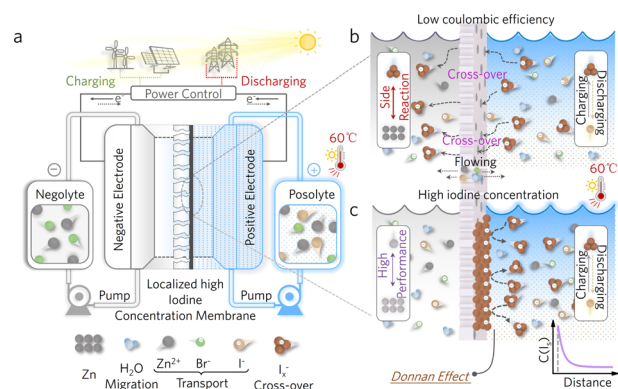 a
Charging
Discharging
e⁻
Power Control
e⁻
60℃
Negolyte
Negative Electrode
Positive Electrode
Posolyte
Pump
Localized high
Iodine
Concentration Membrane
Pump
Zn
H₂O
Migration
Zn²⁺
Br⁻
I⁻
Transport
Iₓ⁻
Cross-over
b
Low coulombic efficiency
Side
Reaction
Cross-over
Cross-over
Charging
Discharging
Flowing
60℃
High iodine concentration
c
High
Performance
Charging
Discharging
Donnan Effect
Distance